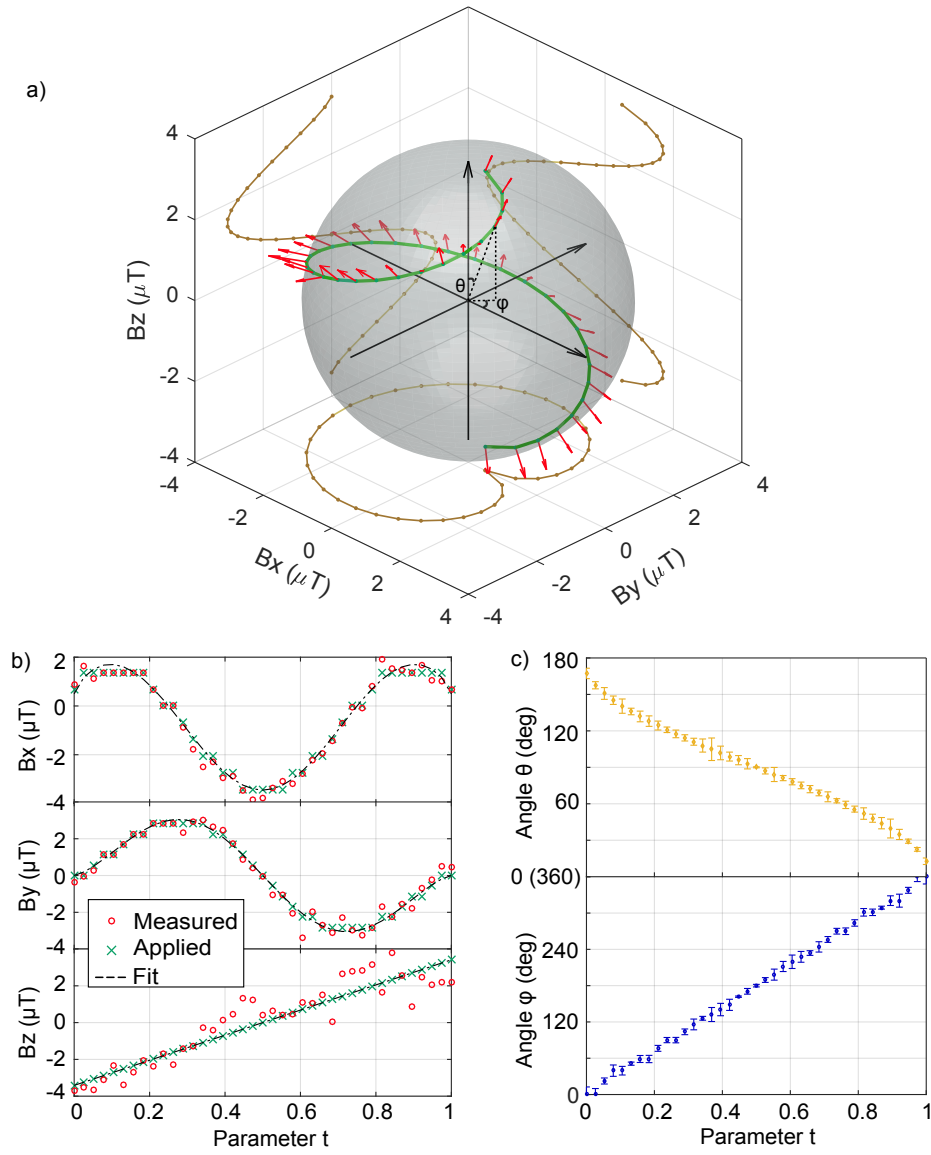 a)
Bz (μT)
4
2
0
-2
-4
-4
-2
0
2
4
Bx (μT)
-4
-2
0
2
4
By (μT)
θ
φ
b)
Bx (μT)
2
0
-2
-4
By (μT)
2
0
-2
-4
Measured
Applied
Fit
Bz (μT)
2
0
-2
-4
0 0.2 0.4 0.6 0.8 1
Parameter t
c)
Angle θ (deg)
180
120
60
0 (360)
Angle φ (deg)
240
120
0
0 0.2 0.4 0.6 0.8 1
Parameter t